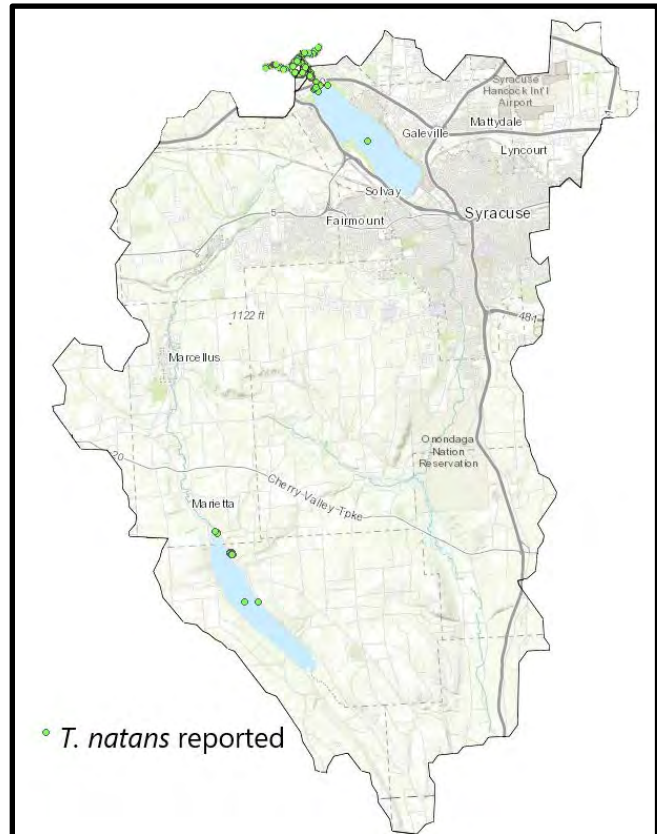 Syracuse
Hancock Int'l
Airport
Mattydale
Galeville
Lyncourt
Solvay
Syracuse
5
Fairmount
1122 ft
481
Marcellus
Onondaga
Nation
Reservation
20
Cherry-Valley-Tpke
Marietta
T. natans reported